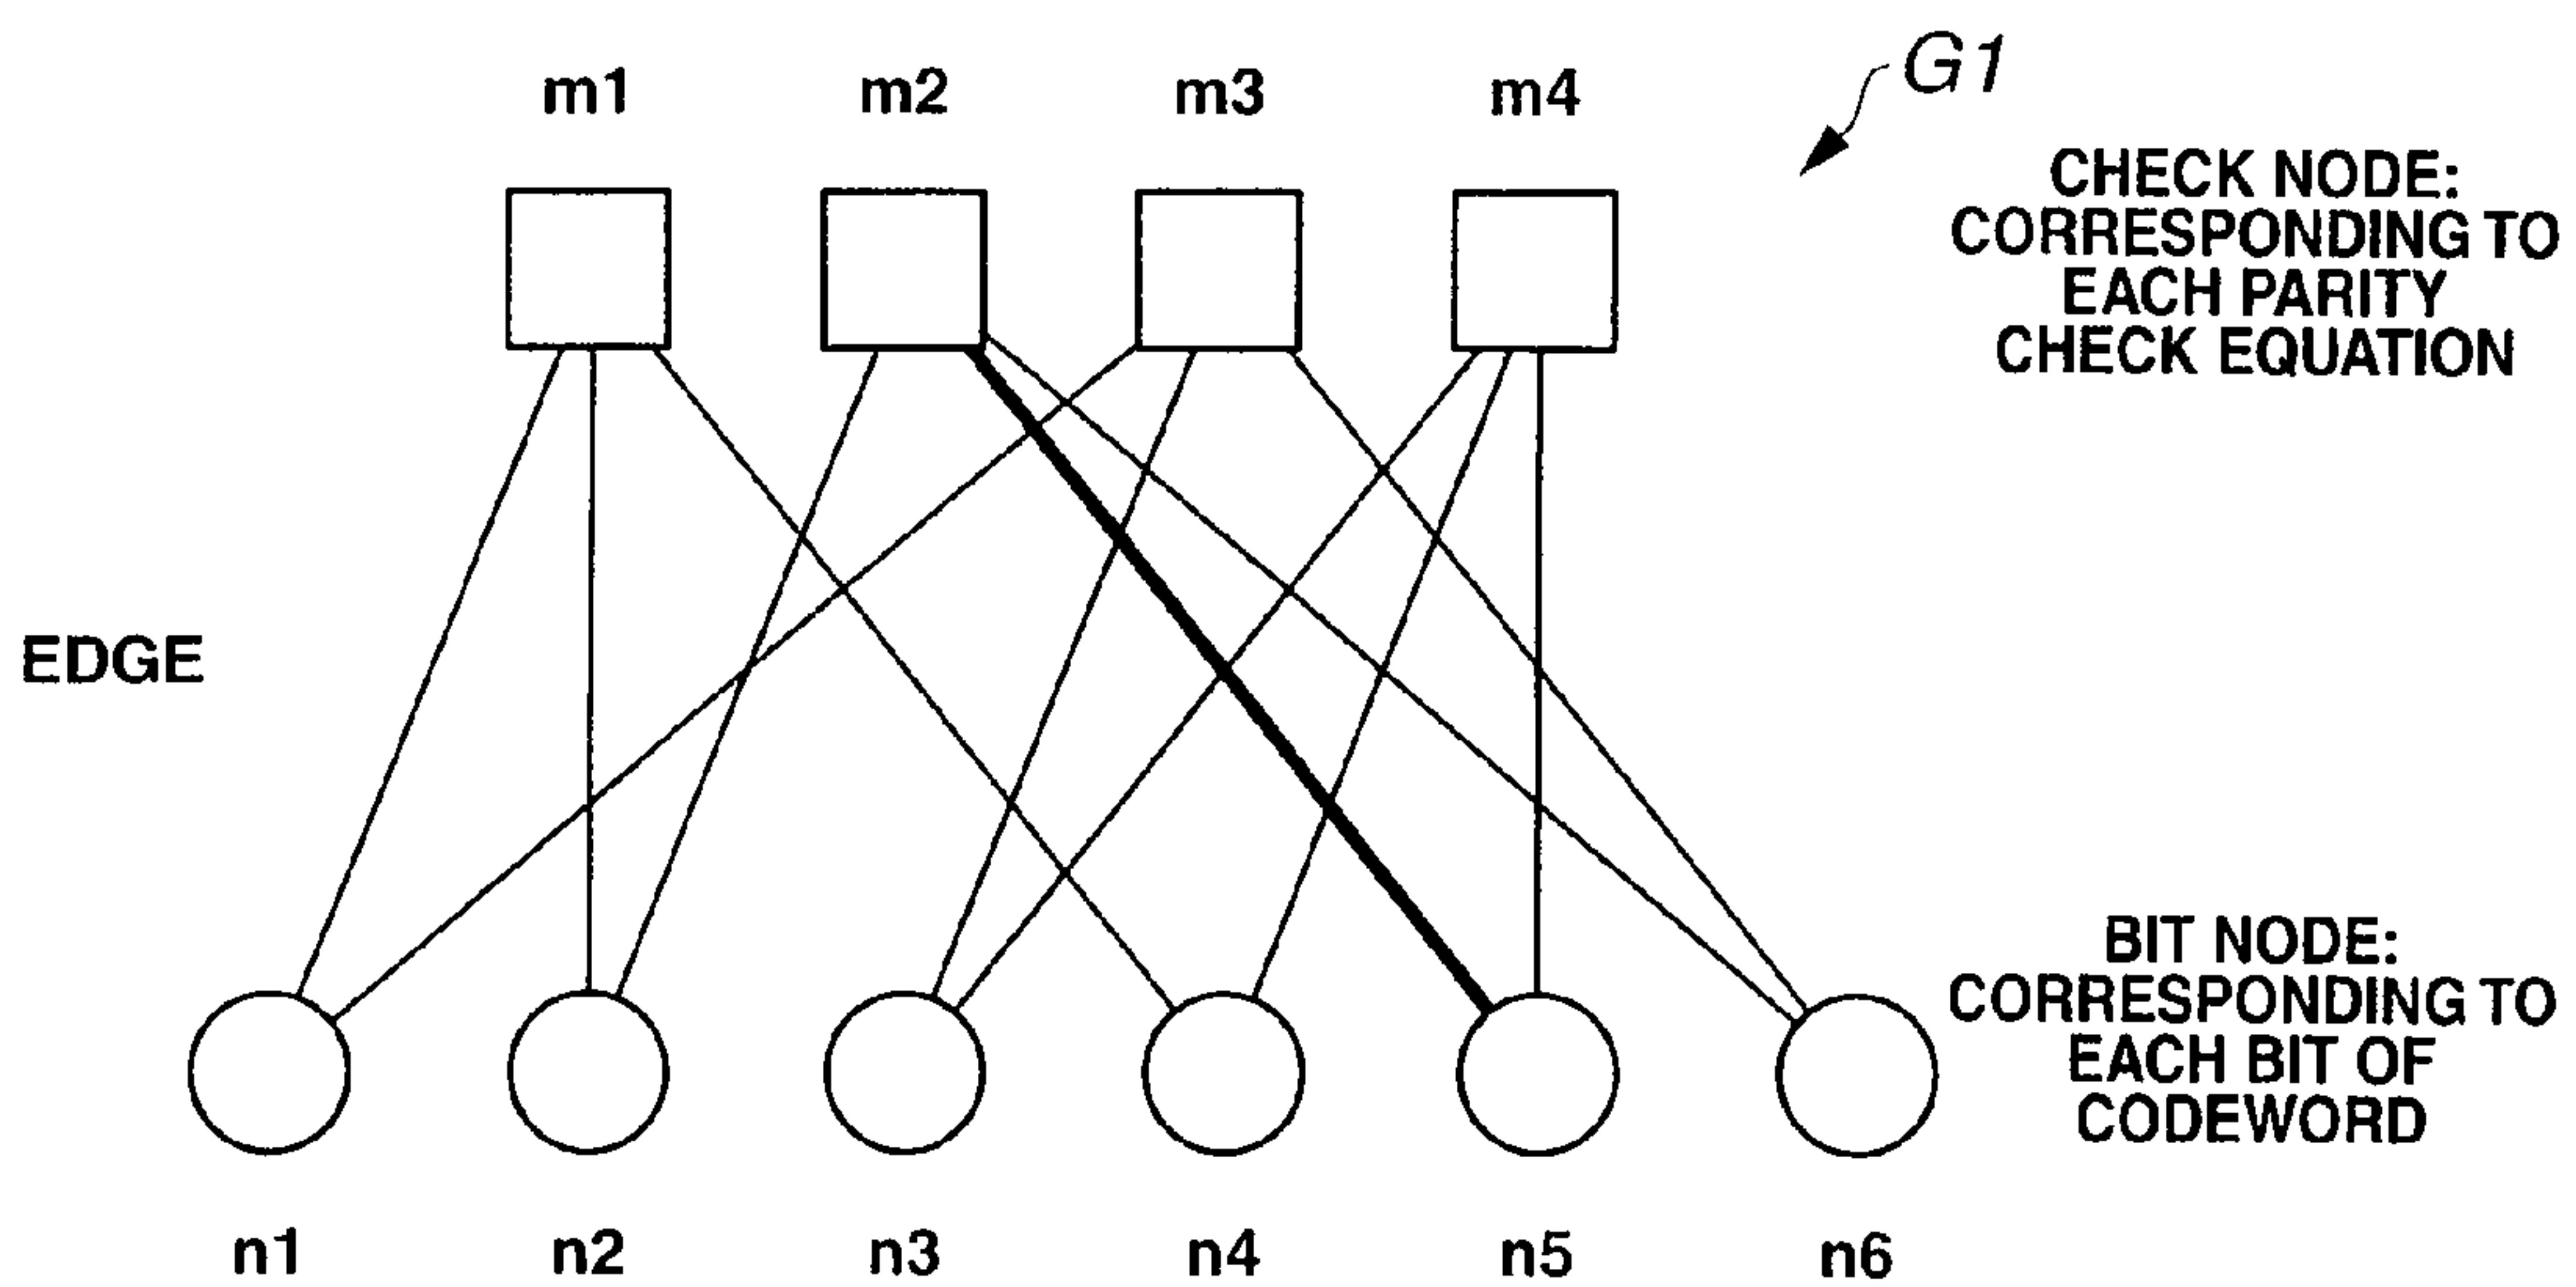 G1
m1 m2 m3 m4
CHECK NODE:
CORRESPONDING TO
EACH PARITY
CHECK EQUATION
EDGE
BIT NODE:
CORRESPONDING TO
EACH BIT OF
CODEWORD
n1 n2 n3 n4 n5 n6